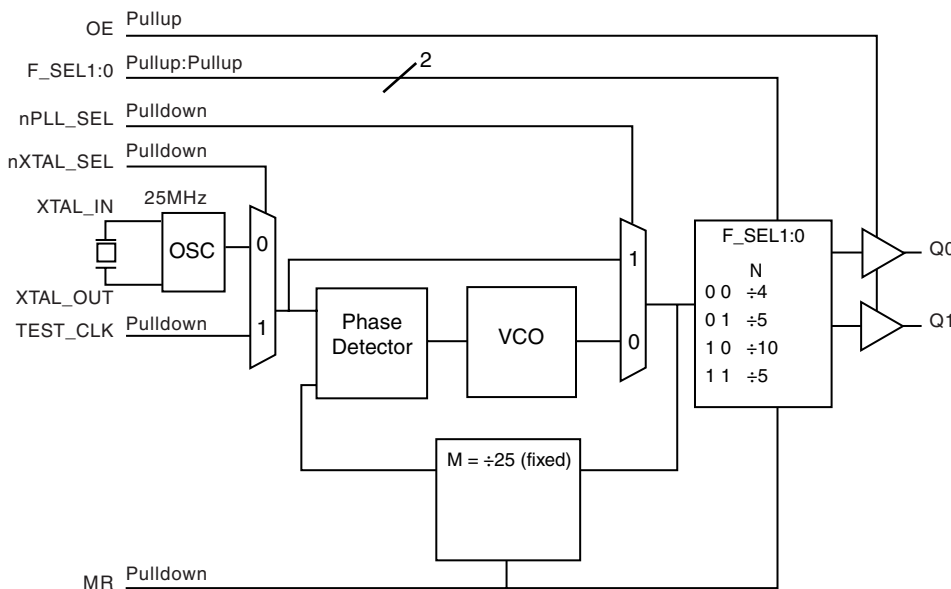 OE Pullup
F_SEL1:0 Pullup:Pullup 2
nPLL_SEL Pulldown
nXTAL_SEL Pulldown
XTAL_IN 25MHz
OSC
XTAL_OUT
TEST_CLK Pulldown
0
1
Phase
Detector
VCO
1
0
F_SEL1:0
N
0 0 ÷4
0 1 ÷5
1 0 ÷10
1 1 ÷5
Q0
Q1
M = ÷25 (fixed)
MR Pulldown